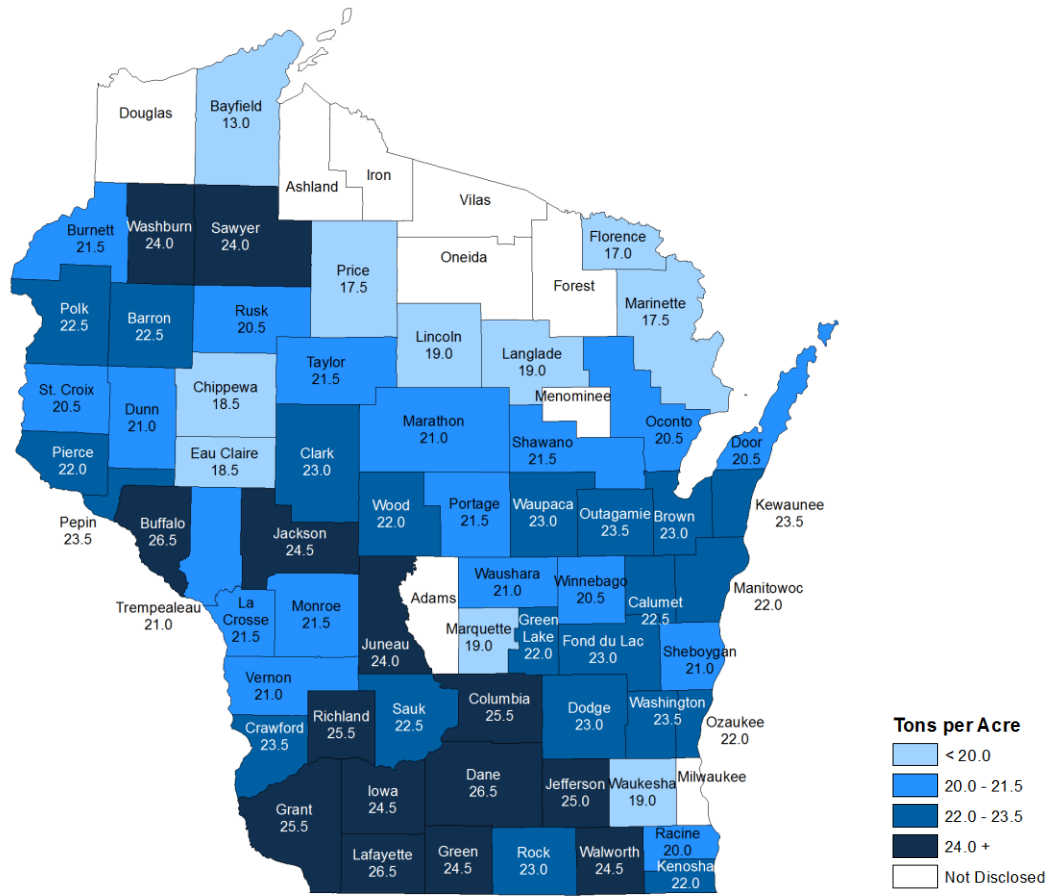 Douglas
Bayfield
13.0
Ashland
Iron
Vilas
Burnett
21.5
Washburn
24.0
Sawyer
24.0
Price
17.5
Oneida
Forest
Florence
17.0
Marinette
17.5
Polk
22.5
Barron
22.5
Rusk
20.5
Lincoln
19.0
Langlade
19.0
Taylor
21.5
St. Croix
20.5
Dunn
21.0
Chippewa
18.5
Marathon
21.0
Menominee
Shawano
21.5
Oconto
20.5
Door
20.5
Pierce
22.0
Eau Claire
18.5
Clark
23.0
Pepin
23.5
Buffalo
26.5
Jackson
24.5
Wood
22.0
Portage
21.5
Waupaca
23.0
Outagamie
23.5
Brown
23.0
Kewaunee
23.5
Trempealeau
21.0
La
Crosse
21.5
Monroe
21.5
Juneau
24.0
Adams
Waushara
21.0
Winnebago
20.5
Calumet
22.5
Manitowoc
22.0
Marquette
19.0
Green
Lake
22.0
Fond du Lac
23.0
Sheboygan
21.0
Vernon
21.0
Crawford
23.5
Richland
25.5
Sauk
22.5
Columbia
25.5
Dodge
23.0
Washington
23.5
Ozaukee
22.0
Grant
25.5
Iowa
24.5
Dane
26.5
Jefferson
25.0
Waukesha
19.0
Milwaukee
Lafayette
26.5
Green
24.5
Rock
23.0
Walworth
24.5
Racine
20.0
Kenosha
22.0
Tons per Acre
< 20.0
20.0 - 21.5
22.0 - 23.5
24.0 +
Not Disclosed